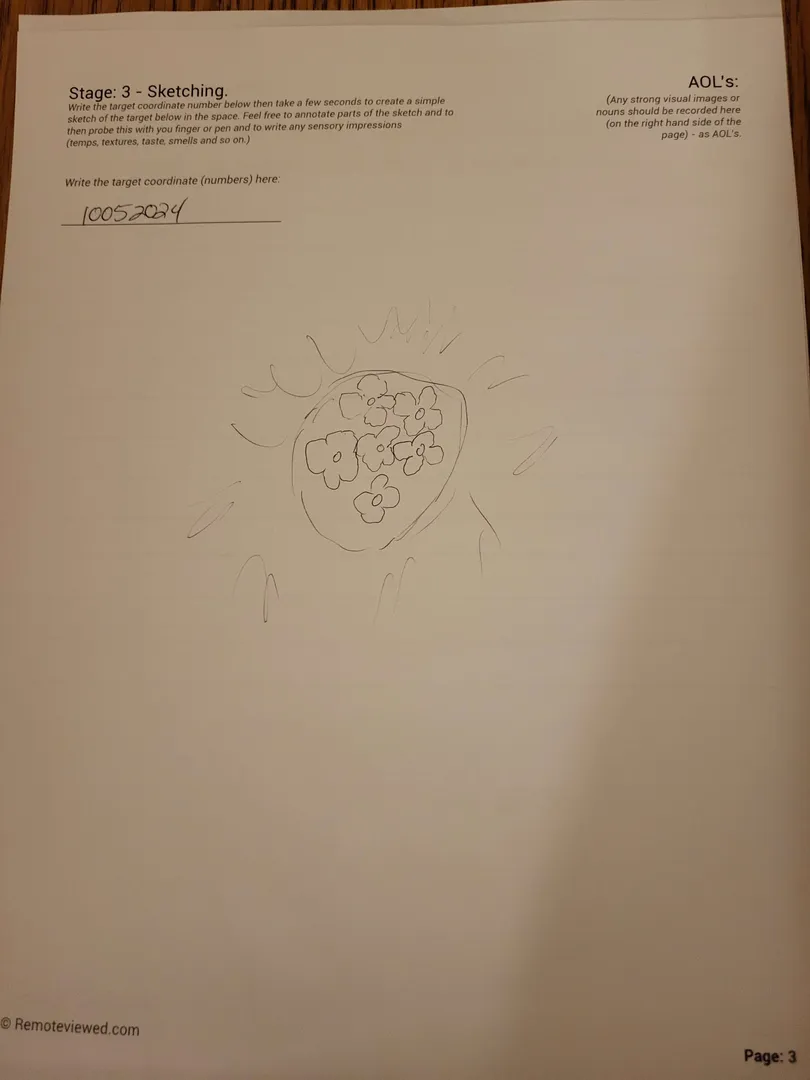 Stage: 3 - Sketching.
Write the target coordinate number below then take a few seconds to create a simple
sketch of the target below in the space. Feel free to annotate parts of the sketch and to
then probe this with you finger or pen and to write any sensory impressions
(temps, textures, taste, smells and so on.)
AOL's:
(Any strong visual images or
nouns should be recorded here
(on the right hand side of the
page) - as AOL's.
Write the target coordinate (numbers) here:
10052024
© Remoteviewed.com
Page: 3